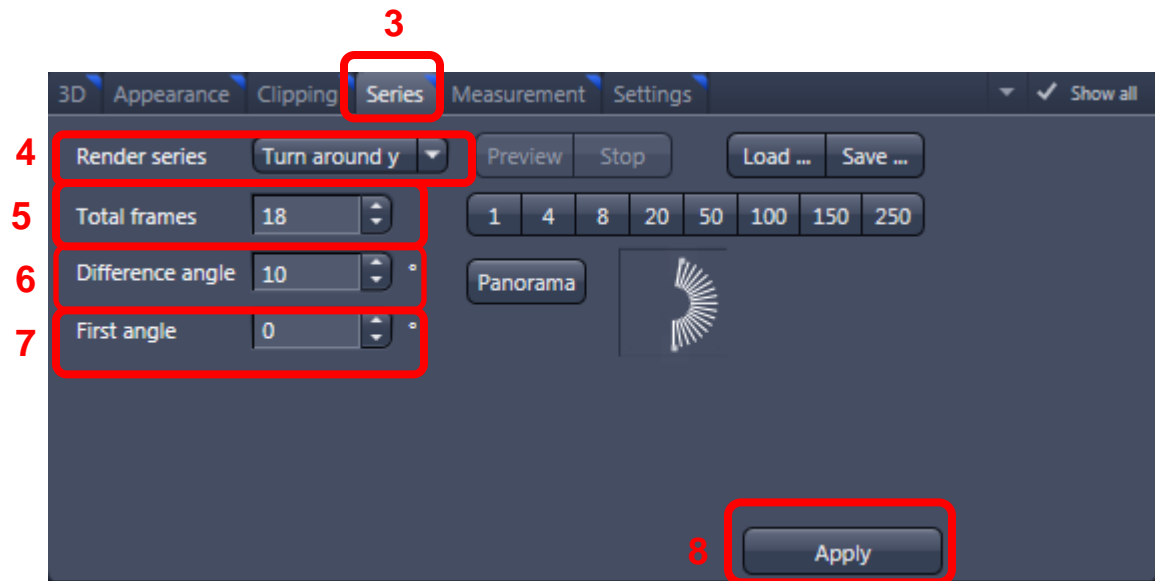 3
3D Appearance Clipping Series Measurement Settings Show all
4 Render series Turn around y Preview Stop Load ... Save ...
5 Total frames 18 1 4 8 20 50 100 150 250
6 Difference angle 10 ° Panorama
7 First angle 0 °
8 Apply